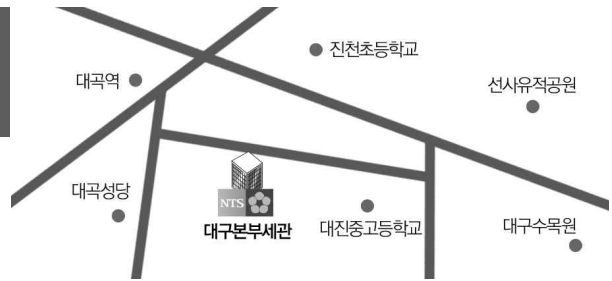 진천초등학교
대곡역
선사유적공원
대곡성당
NTS
대구본부세관
대진중고등학교
대구수목원